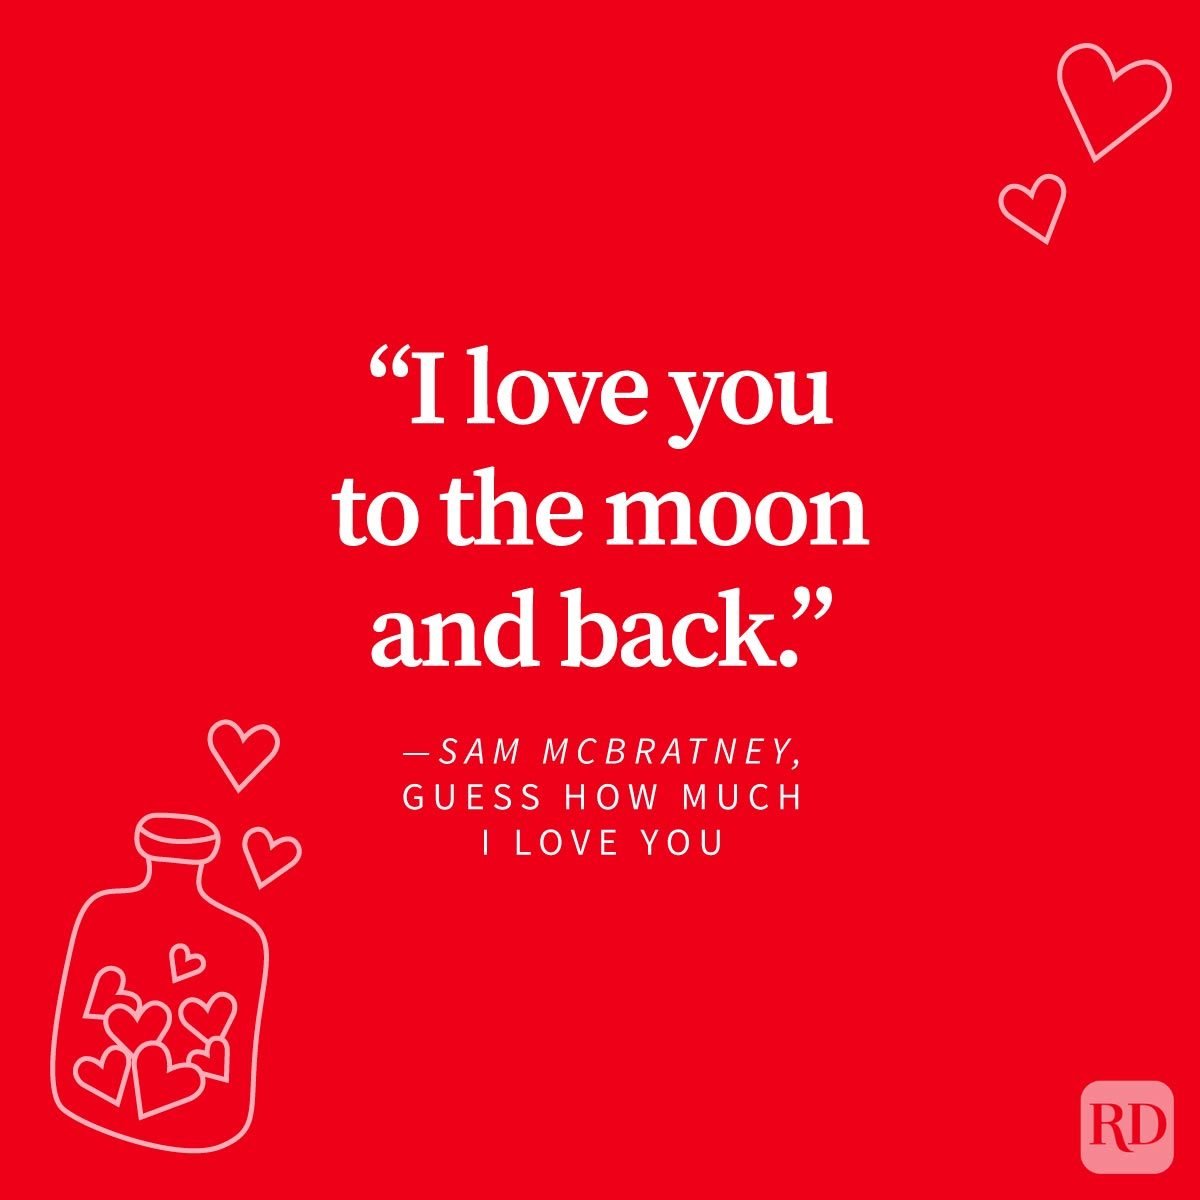 “I love you
to the moon
and back.”
—SAM MCBRATNEY,
GUESS HOW MUCH
I LOVE YOU
RD